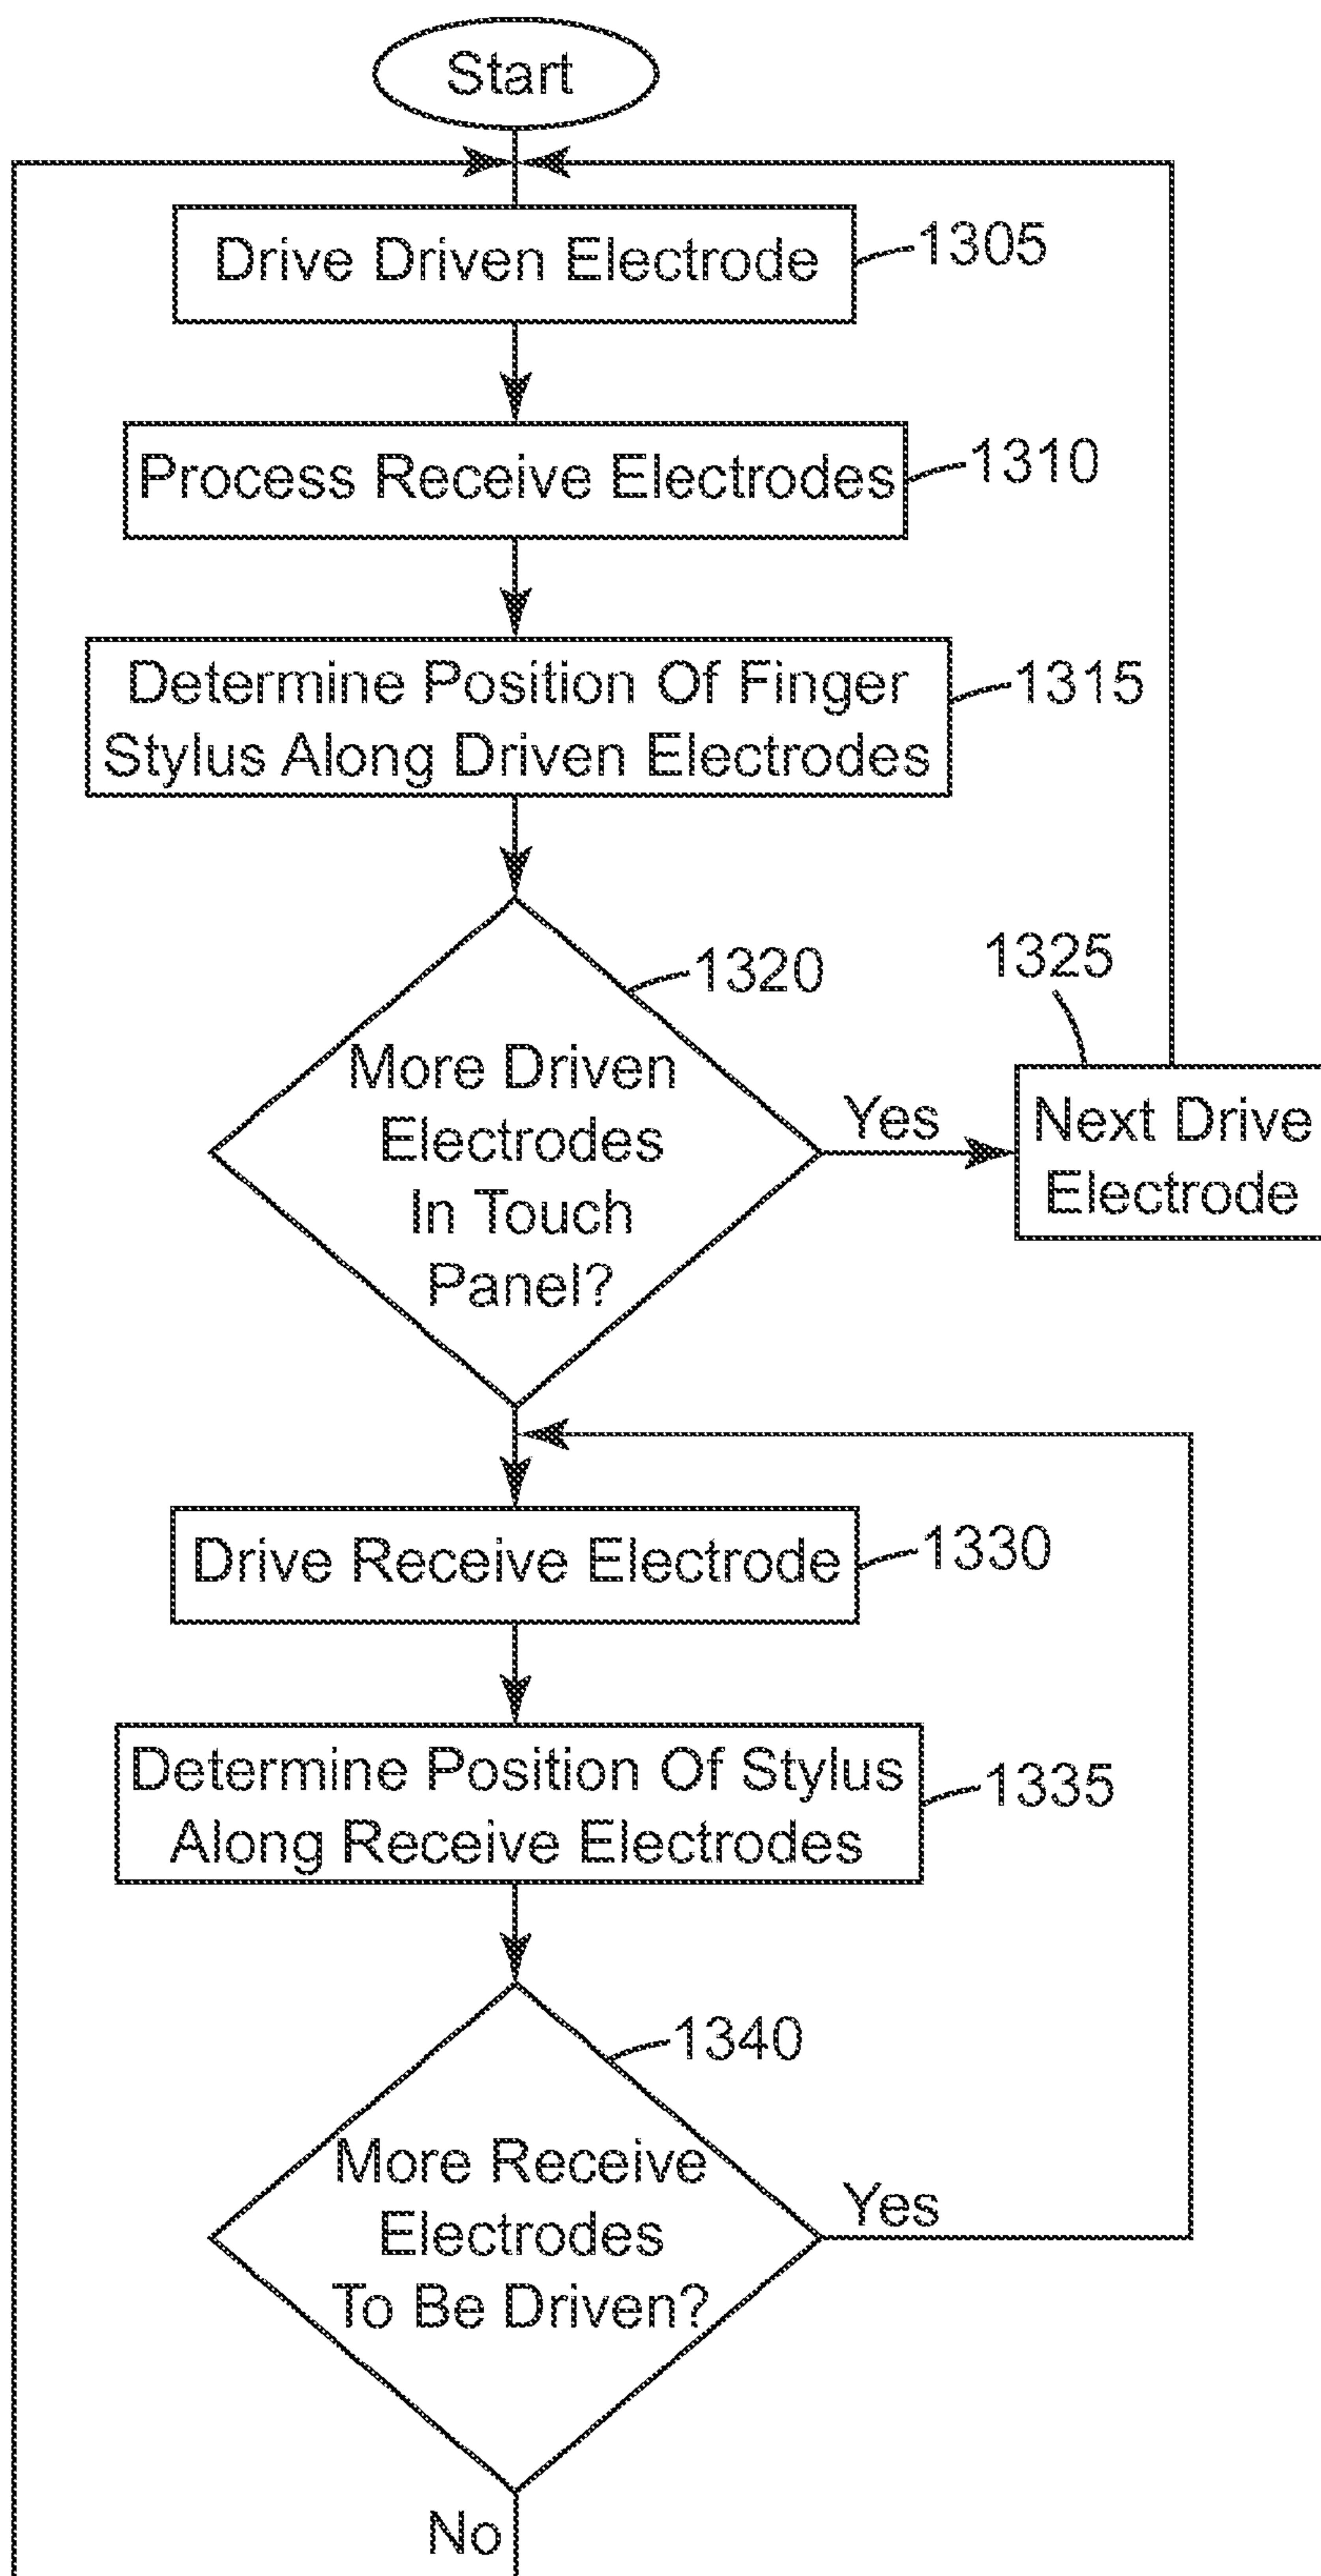 Start
Drive Driven Electrode
1305
Process Receive Electrodes
1310
Determine Position Of Finger
Stylus Along Driven Electrodes
1315
1320
More Driven
Electrodes
In Touch
Panel?
Yes
1325
Next Drive
Electrode
Drive Receive Electrode
1330
Determine Position Of Stylus
Along Receive Electrodes
1335
1340
More Receive
Electrodes
To Be Driven?
Yes
No